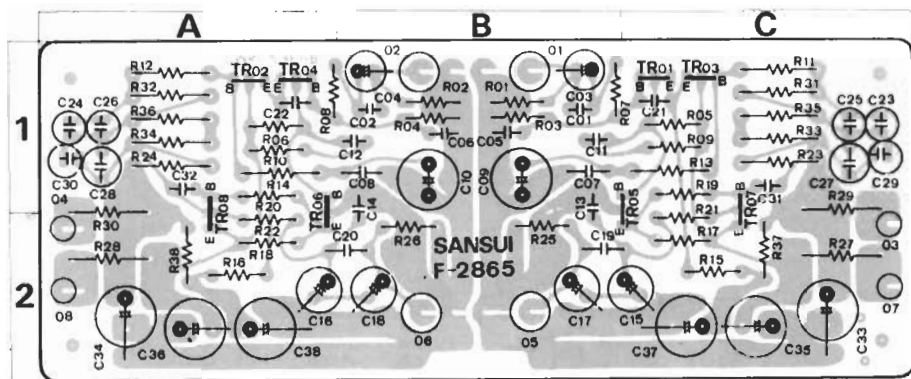 A B C
1
2
02 01
R12 TR02 TR04 R02 R01 TR01 TR03 R11
B E E B B E E B
R32 C04 C03 R31
C24 C26 R36 C22 R08 C02 R04 R03 C01 R07 C21 R05 R35 C25 C23
R34 R06 C06 C05 R09 R33
C12 C11
R24 R10 R13 R23
C30 C28 C32 C08 C10 C09 C07 C31 C27 C29
04 R14 B B R19 R29
R30 TR08 R20 TR06 C14 C13 TR05 R21 TR07
E R22 E R26 R25 E R17 E
R28 R38 R18 C20 SANSUI C19 R37 R27 03
R16 F-2865 R15
08 C16 C18 C17 C15 07
06 05
C34 C36 C38 C37 C35 C33